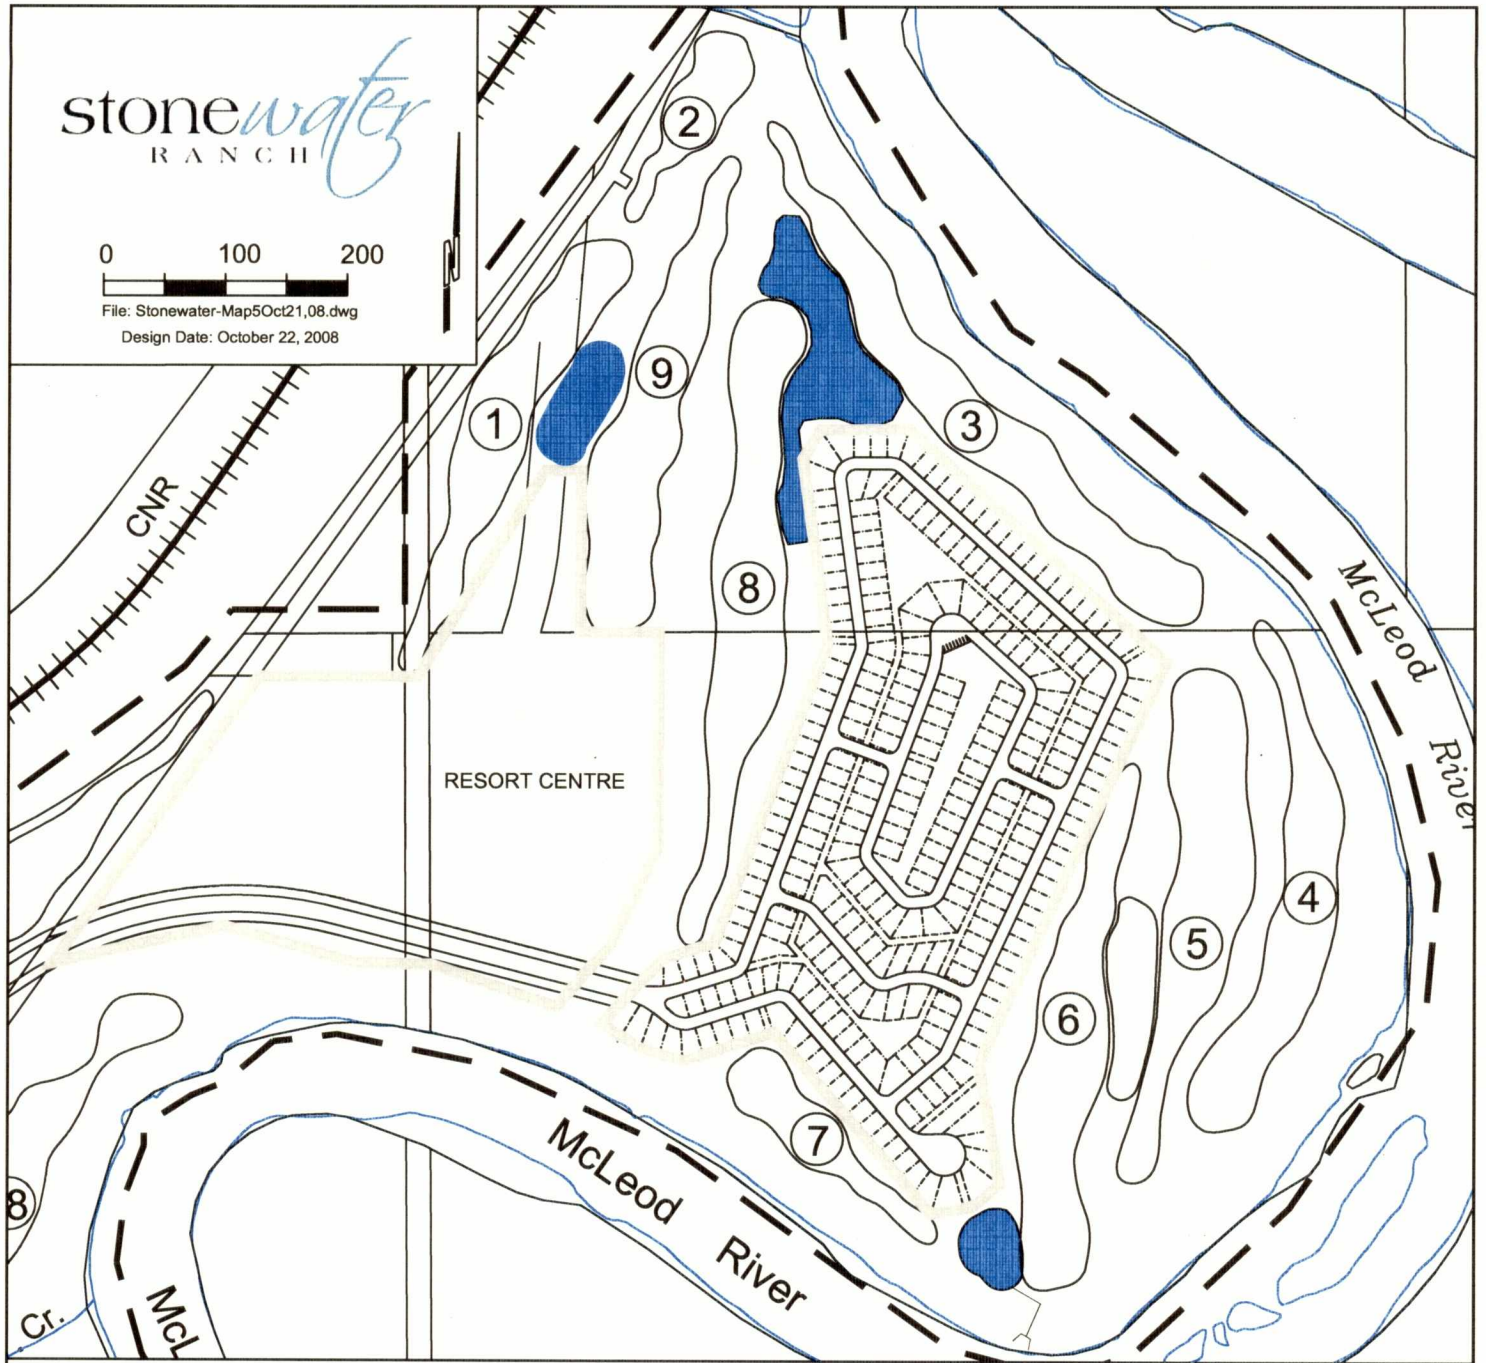 stonewater
RANCH
0 100 200
N
File: Stonewater-Map5Oct21,08.dwg
Design Date: October 22, 2008
2
9
1
3
CNR
8
McLeod
River
RESORT CENTRE
4
5
6
7
8
McLeod
River
Cr.
McL